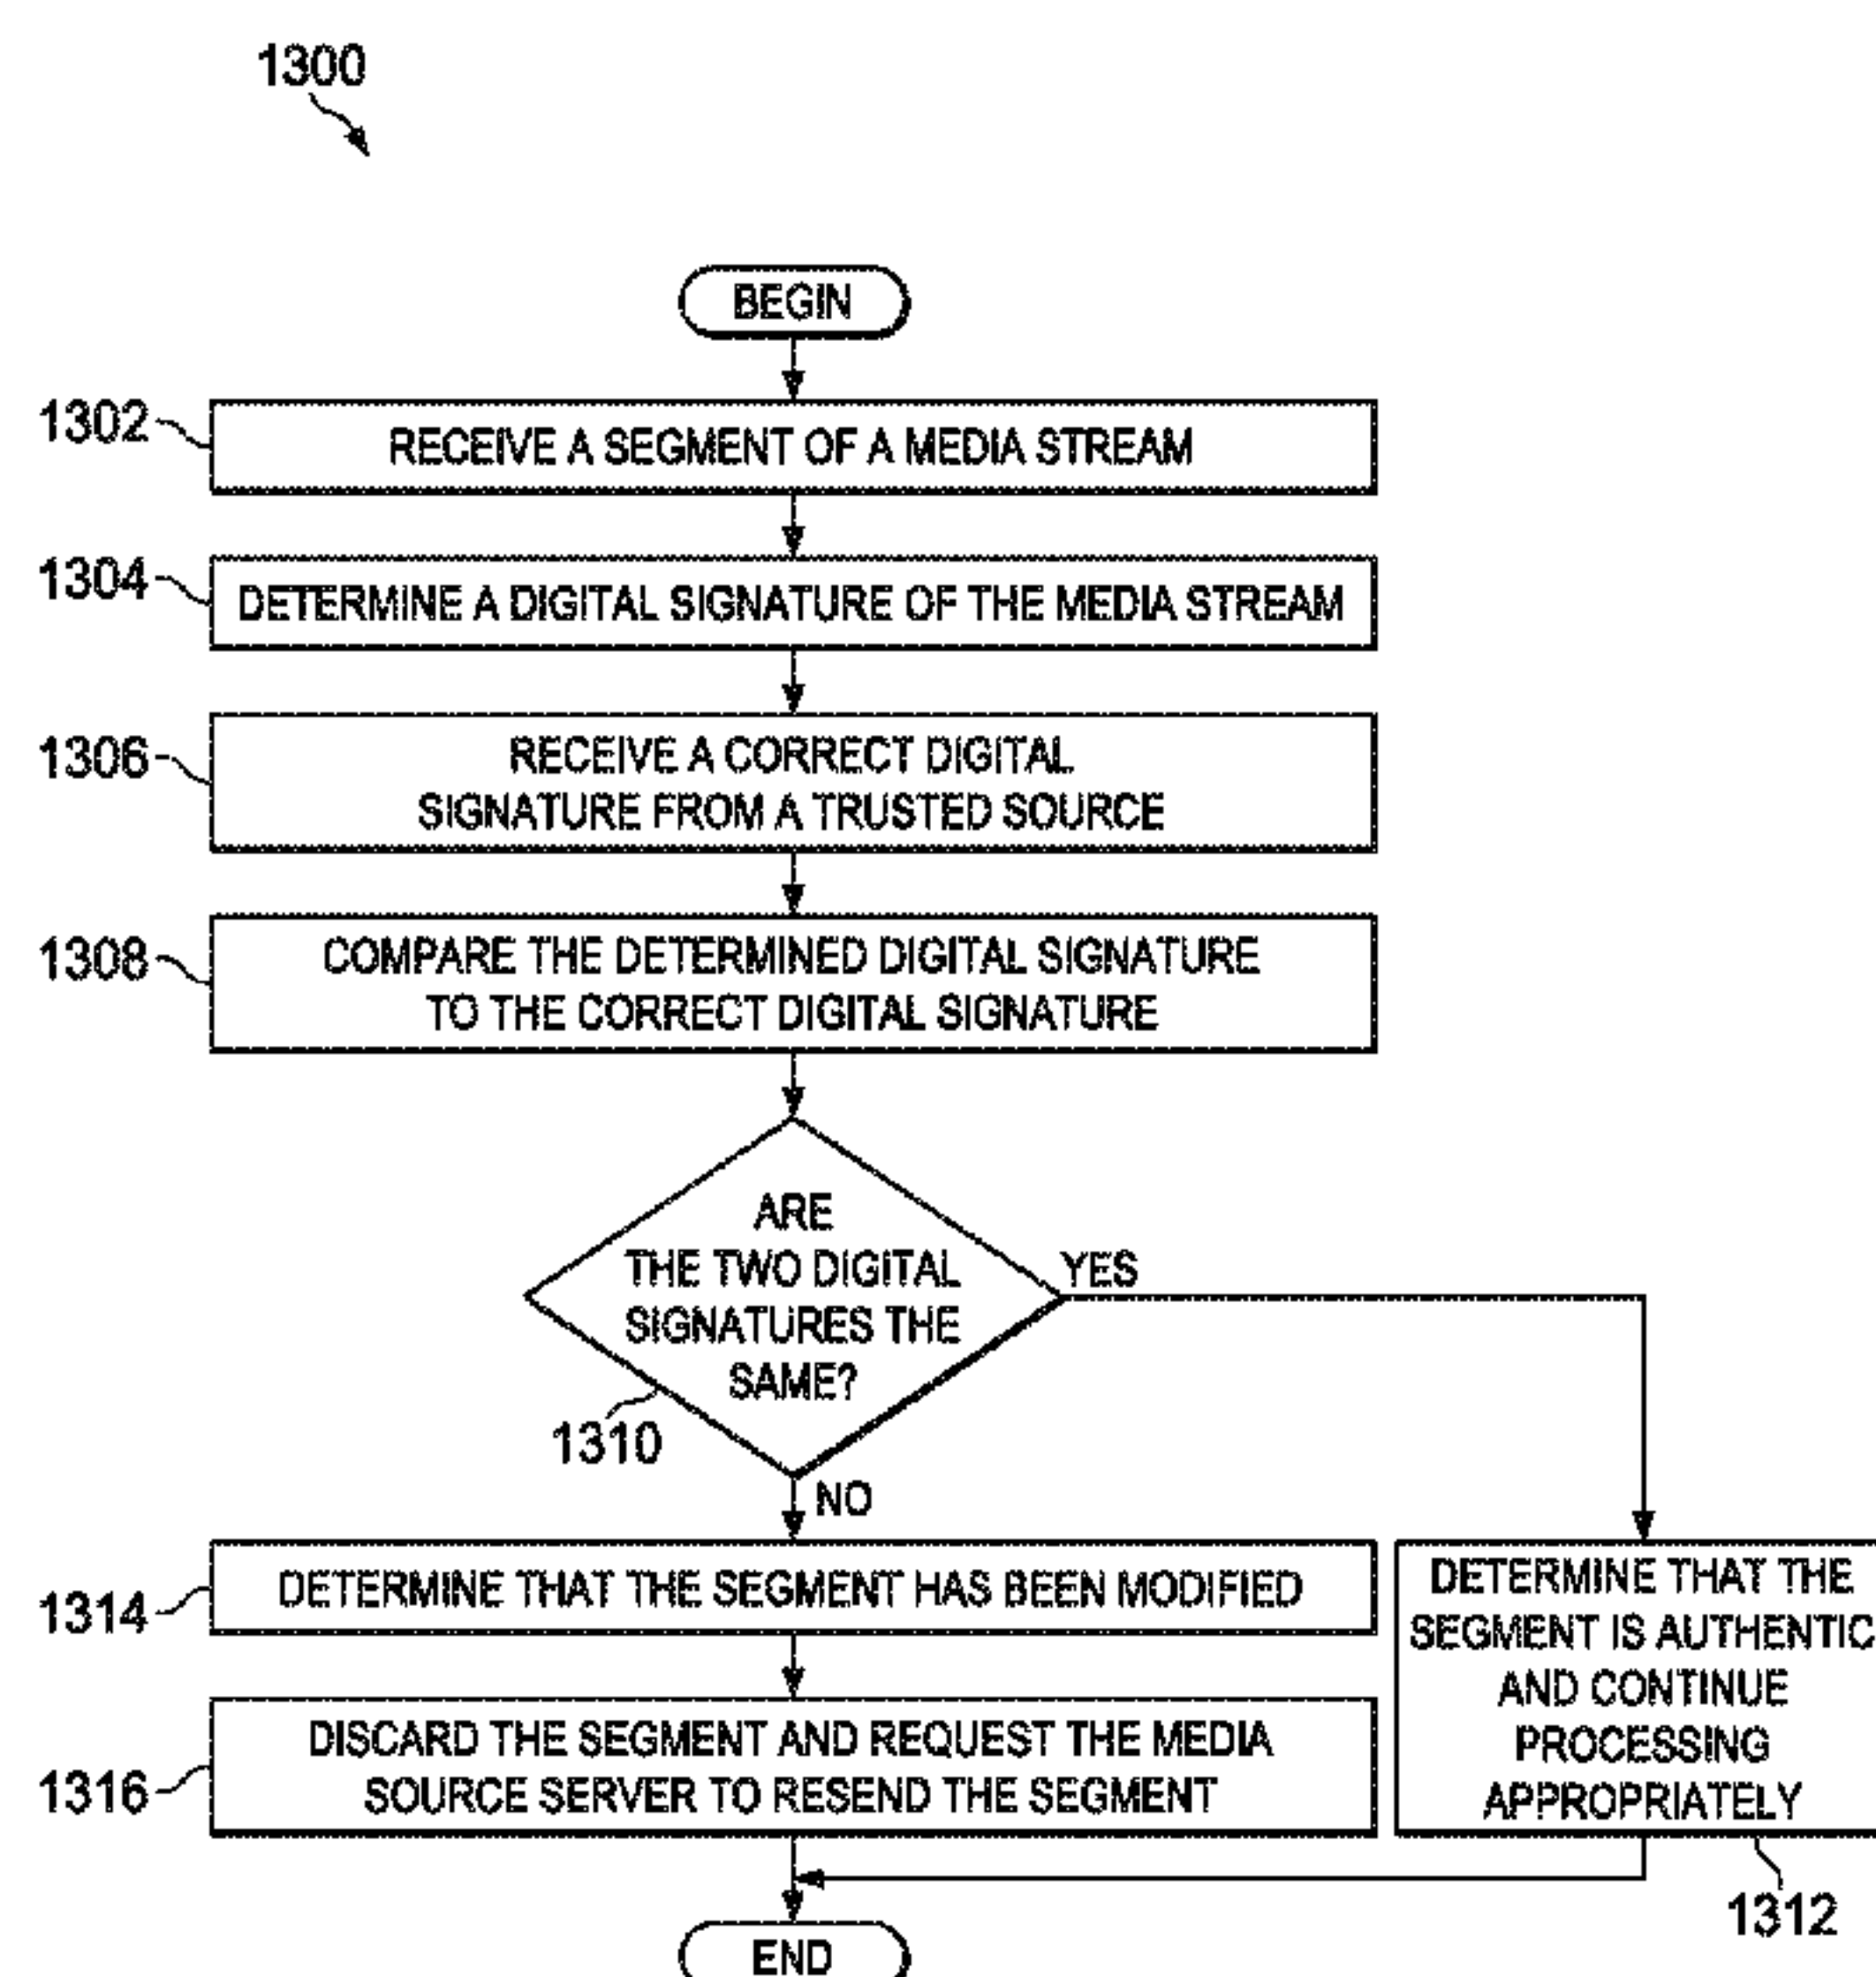 1300
BEGIN
1302
RECEIVE A SEGMENT OF A MEDIA STREAM
1304
DETERMINE A DIGITAL SIGNATURE OF THE MEDIA STREAM
1306
RECEIVE A CORRECT DIGITAL
SIGNATURE FROM A TRUSTED SOURCE
1308
COMPARE THE DETERMINED DIGITAL SIGNATURE
TO THE CORRECT DIGITAL SIGNATURE
ARE
THE TWO DIGITAL
SIGNATURES THE
SAME?
1310
YES
NO
1314
DETERMINE THAT THE SEGMENT HAS BEEN MODIFIED
1316
DISCARD THE SEGMENT AND REQUEST THE MEDIA
SOURCE SERVER TO RESEND THE SEGMENT
DETERMINE THAT THE
SEGMENT IS AUTHENTIC
AND CONTINUE
PROCESSING
APPROPRIATELY
1312
END